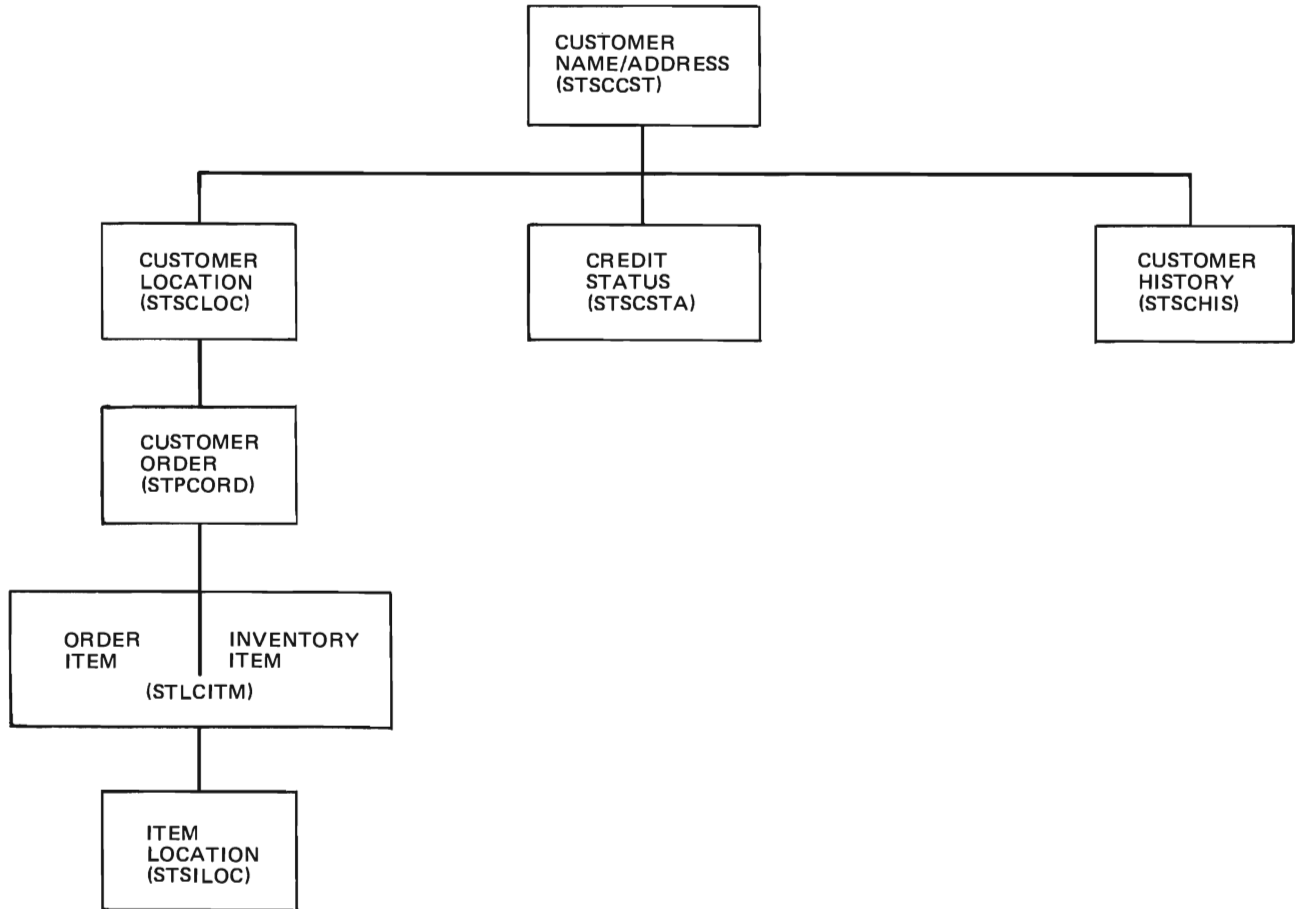 CUSTOMER
NAME/ADDRESS
(STSCCST)
CUSTOMER
LOCATION
(STSCLOC)
CREDIT
STATUS
(STSCSTA)
CUSTOMER
HISTORY
(STSCHIS)
CUSTOMER
ORDER
(STPCORD)
ORDER
ITEM
INVENTORY
ITEM
(STLCITM)
ITEM
LOCATION
(STSILOC)